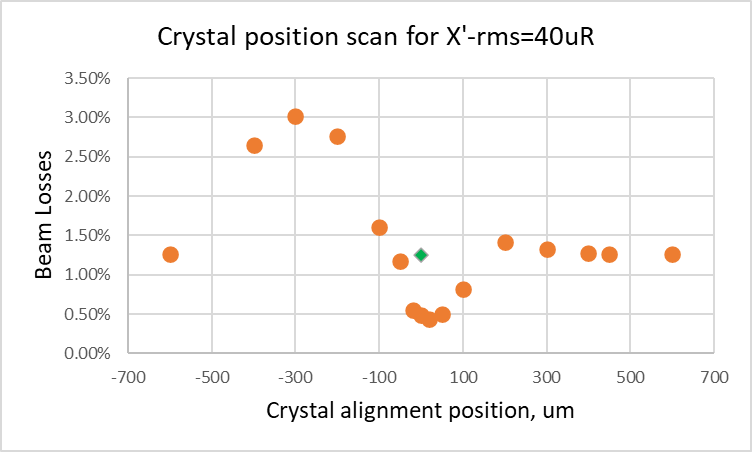 Crystal position scan for X'-rms=40uR
3.50%
3.00%
2.50%
2.00%
1.50%
1.00%
0.50%
0.00%
Beam Losses
-700 -500 -300 -100 100 300 500 700
Crystal alignment position, um